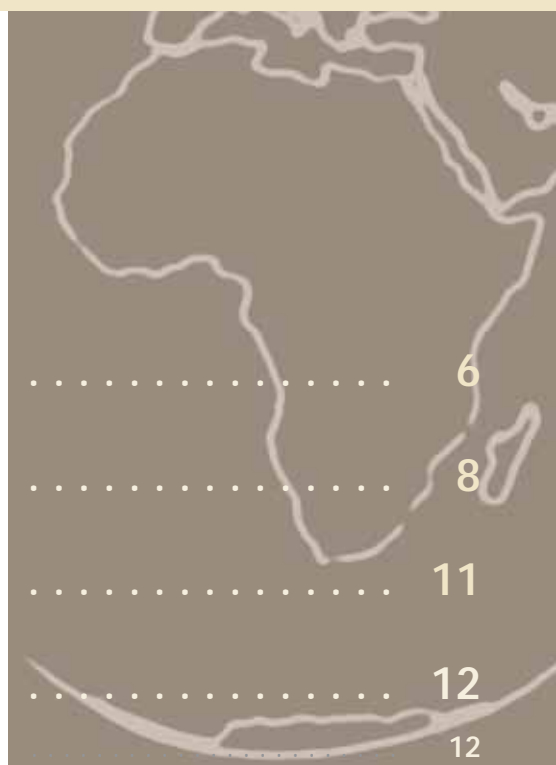 . . . . . . . . . . . . . . . 6
. . . . . . . . . . . . . . . 8
. . . . . . . . . . . . . . . 11
. . . . . . . . . . . . . . . 12
12